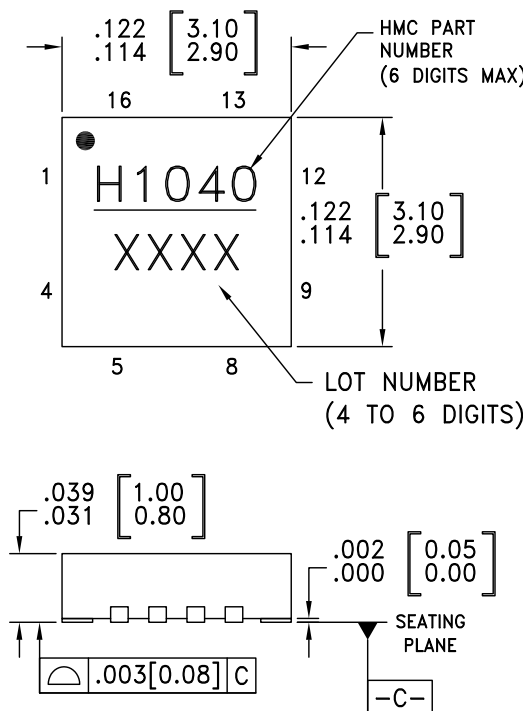 .122 [3.10]
.114 [2.90]
HMC PART
NUMBER
(6 DIGITS MAX)
16 13
1
H1040
12
.122 [3.10]
.114 [2.90]
XXXX
4
9
5 8
LOT NUMBER
(4 TO 6 DIGITS)
.039 [1.00]
.031 [0.80]
.002 [0.05]
.000 [0.00]
SEATING
PLANE
.003[0.08] C
-C-